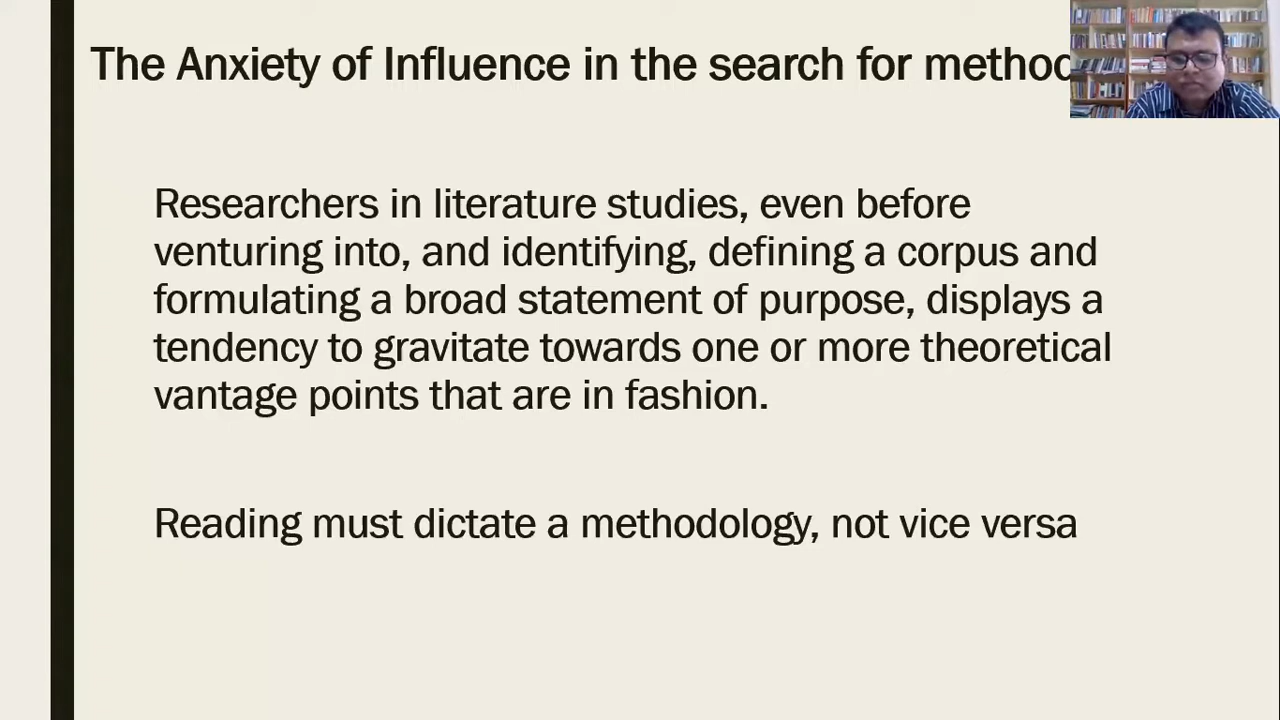 The Anxiety of Influence in the search for method
Researchers in literature studies, even before
venturing into, and identifying, defining a corpus and
formulating a broad statement of purpose, displays a
tendency to gravitate towards one or more theoretical
vantage points that are in fashion.
Reading must dictate a methodology, not vice versa